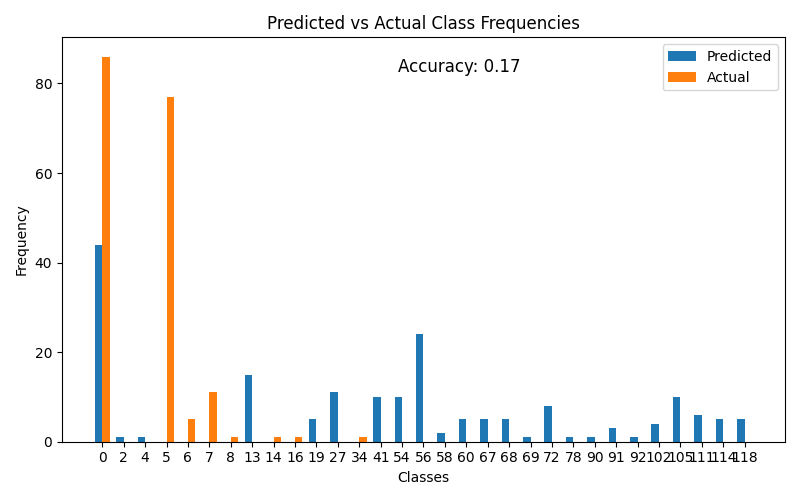 Predicted vs Actual Class Frequencies
Accuracy: 0.17
Predicted
Actual
Frequency
80
60
40
20
0
0 2 4 5 6 7 8 13 14 16 19 27 34 41 54 56 58 60 67 68 69 72 78 90 91 92 102 105 111 114 118
Classes